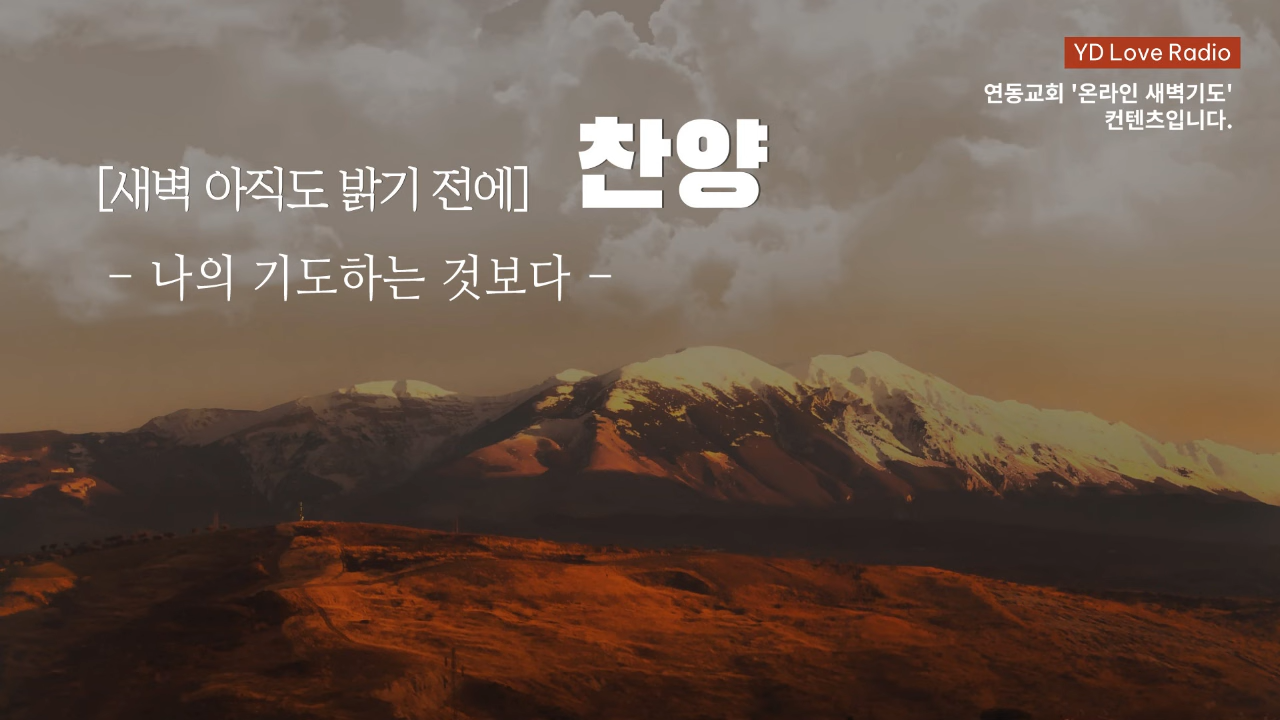 YD Love Radio
연동교회 '온라인 새벽기도'
컨텐츠입니다.
[새벽 아직도 밝기 전에] 찬양
- 나의 기도하는 것보다 -